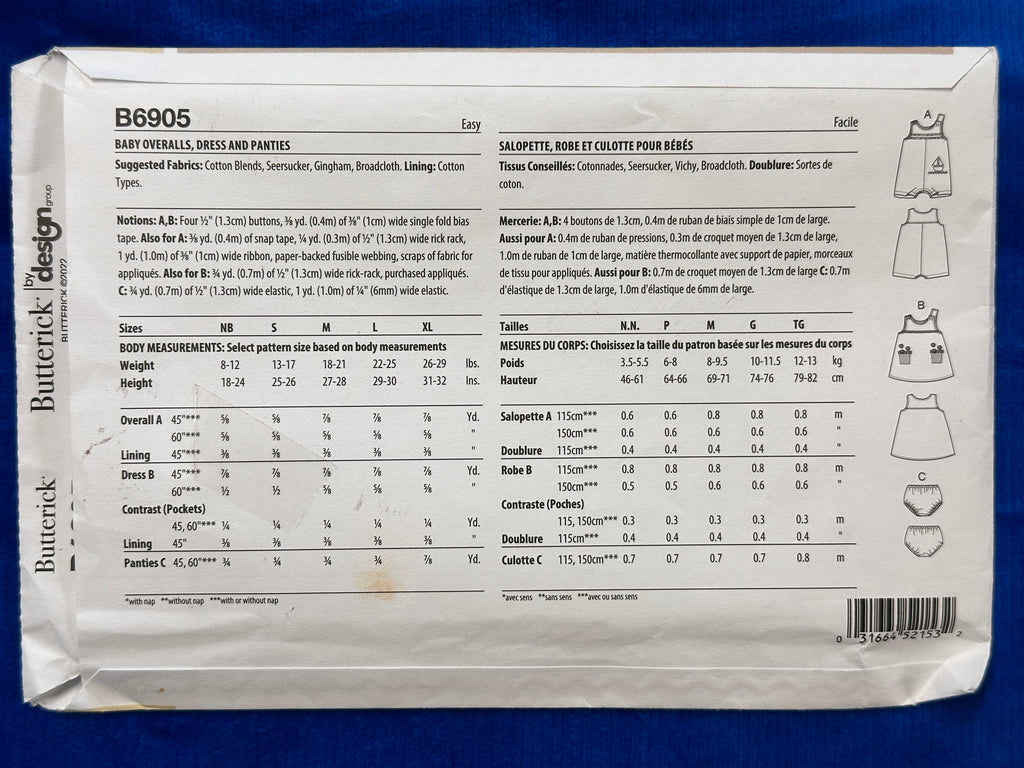 B6905
Easy
BABY OVERALLS, DRESS AND PANTIES
Suggested Fabrics: Cotton Blends, Seersucker, Gingham, Broadcloth. Lining: Cotton
Types.
Notions: A,B: Four ½" (1.3cm) buttons, ⅜ yd. (0.4m) of ⅜" (1cm) wide single fold bias
tape. Also for A: ⅜ yd. (0.4m) of snap tape, ¼ yd. (0.3m) of ½" (1.3cm) wide rick rack,
1 yd. (1.0m) of ⅜" (1cm) wide ribbon, paper-backed fusible webbing, scraps of fabric for
appliqués. Also for B: ¾ yd. (0.7m) of ½" (1.3cm) wide rick-rack, purchased appliqués.
C: ¾ yd. (0.7m) of ½" (1.3cm) wide elastic, 1 yd. (1.0m) of ¼" (6mm) wide elastic.
Sizes NB S M L XL
BODY MEASUREMENTS: Select pattern size based on body measurements
Weight 8-12 13-17 18-21 22-25 26-29 lbs.
Height 18-24 25-26 27-28 29-30 31-32 Ins.
Overall A 45"*** ⅝ ⅝ ⅞ ⅞ ⅞ Yd.
60"*** ⅝ ⅝ ⅝ ⅝ ⅝ "
Lining 45"*** ⅜ ⅜ ⅜ ⅜ ⅜ "
Dress B 45"*** ⅞ ⅞ ⅞ ⅞ ⅞ Yd.
60"*** ½ ½ ⅝ ⅝ ⅝ "
Contrast (Pockets)
45,60"*** ¼ ¼ ¼ ¼ ¼ Yd.
Lining 45" ⅜ ⅜ ⅜ ⅜ ⅜ "
Panties C 45,60"*** ¾ ¾ ¾ ¾ ⅞ Yd.
*with nap **without nap ***with or without nap
Facile
SALOPETTE, ROBE ET CULOTTE POUR BÉBÉS
Tissus Conseillés: Cotonnades, Seersucker, Vichy, Broadcloth. Doublure: Sortes de
coton.
Mercerie: A,B: 4 boutons de 1.3cm, 0.4m de ruban de biais simple de 1cm de large.
Aussi pour A: 0.4m de ruban de pressions, 0.3m de croquet moyen de 1.3cm de large,
1.0m de ruban de 1cm de large, matière thermocollante avec support de papier, morceaux
de tissu pour appliqués. Aussi pour B: 0.7m de croquet moyen de 1.3cm de large C: 0.7m
d'élastique de 1.3cm de large, 1.0m d'élastique de 6mm de large.
Tailles N.N. P M G TG
MESURES DU CORPS: Choisissez la taille du patron basée sur les mesures du corps
Poids 3.5-5.5 6-8 8-9.5 10-11.5 12-13 kg
Hauteur 46-61 64-66 69-71 74-76 79-82 cm
Salopette A 115cm*** 0.6 0.6 0.8 0.8 0.8 m
150cm*** 0.6 0.6 0.6 0.6 0.6 "
Doublure 115cm*** 0.4 0.4 0.4 0.4 0.4 "
Robe B 115cm*** 0.8 0.8 0.8 0.8 0.8 m
150cm*** 0.5 0.5 0.6 0.6 0.6 "
Contraste (Poches)
115, 150cm*** 0.3 0.3 0.3 0.3 0.3 m
Doublure 115cm*** 0.4 0.4 0.4 0.4 0.4 "
Culotte C 115, 150cm*** 0.7 0.7 0.7 0.7 0.8 m
*avec sens **sans sens ***avec ou sans sens
A
B
C
0 31664 52153 2
Butterick by design group
BUTTERICK ©2022
Butterick